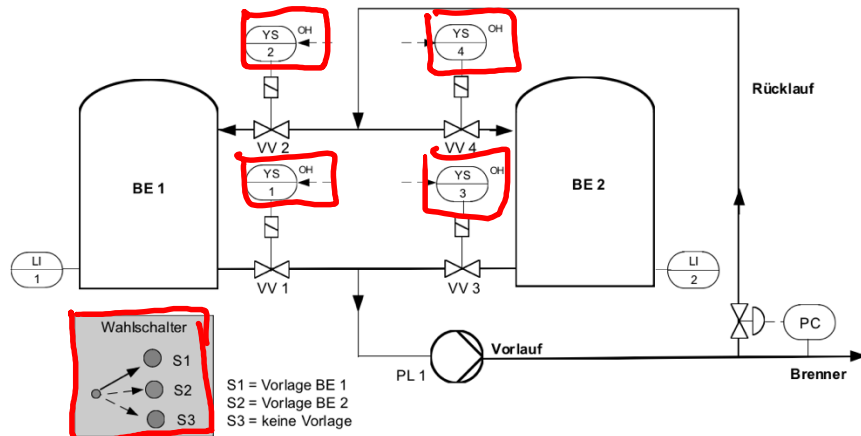 YS
2
OH
YS
4
OH
Rücklauf
VV 2
VV 4
BE 1
YS
1
OH
YS
3
OH
BE 2
LI
1
VV 1
VV 3
LI
2
Wahlschalter
S1
S2
S3
S1 = Vorlage BE 1
S2 = Vorlage BE 2
S3 = keine Vorlage
PL 1
Vorlauf
PC
Brenner